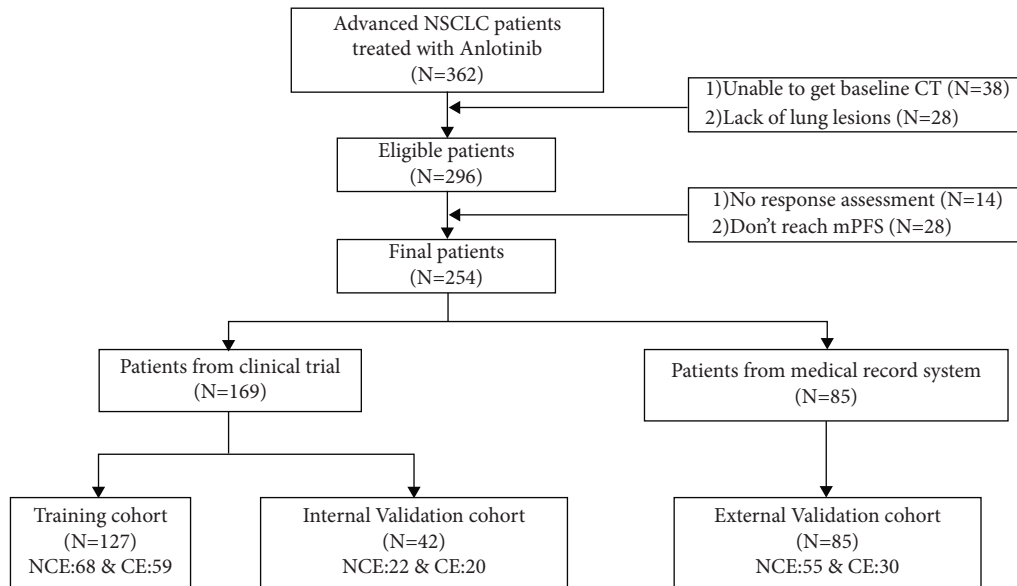 Advanced NSCLC patients
treated with Anlotinib
(N=362)
1)Unable to get baseline CT (N=38)
2)Lack of lung lesions (N=28)
Eligible patients
(N=296)
1)No response assessment (N=14)
2)Don't reach mPFS (N=28)
Final patients
(N=254)
Patients from clinical trial
(N=169)
Patients from medical record system
(N=85)
Training cohort
(N=127)
NCE:68 & CE:59
Internal Validation cohort
(N=42)
NCE:22 & CE:20
External Validation cohort
(N=85)
NCE:55 & CE:30